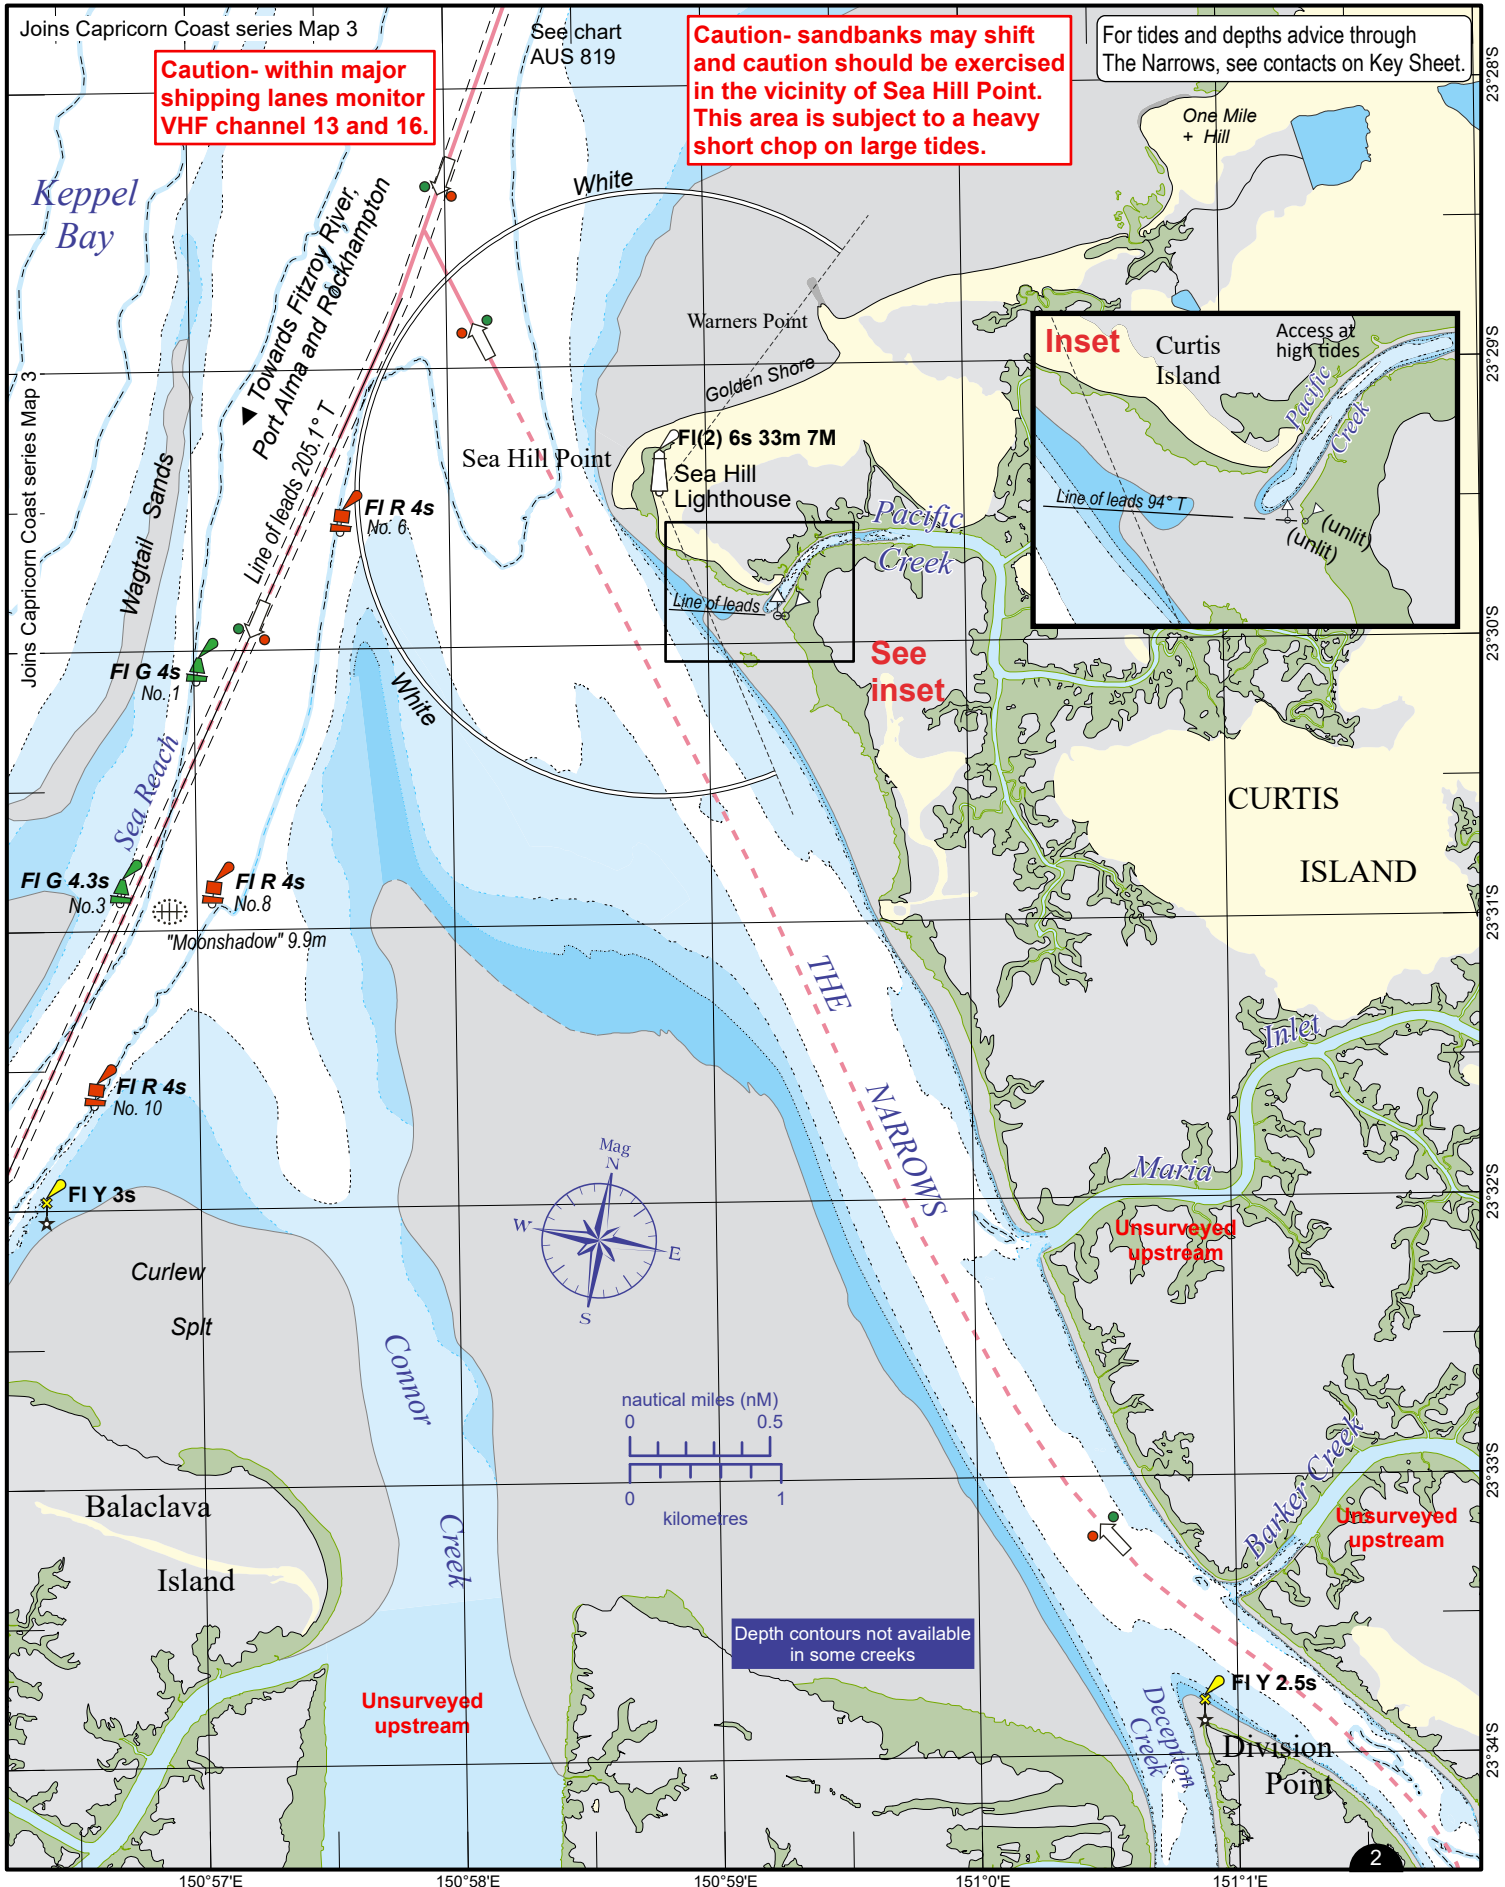 Joins Capricorn Coast series Map 3
See chart
AUS 819
Caution- within major
shipping lanes monitor
VHF channel 13 and 16.
Caution- sandbanks may shift
and caution should be exercised
in the vicinity of Sea Hill Point.
This area is subject to a heavy
short chop on large tides.
For tides and depths advice through
The Narrows, see contacts on Key Sheet.
23°28'S
One Mile
+ Hill
Keppel
Bay
White
Towards Fitzroy River,
Port Alma and Rockhampton
Warners Point
Golden Shore
Inset
Curtis
Island
Access at
high tides
Pacific
Creek
Line of leads 94° T
(unlit)
(unlit)
23°29'S
Joins Capricorn Coast series Map 3
Line of leads 205.1° T
Wagtail Sands
Sea Hill Point
Fl(2) 6s 33m 7M
Sea Hill
Lighthouse
Fl R 4s
No. 6
Pacific
Creek
Line of leads
See
inset
23°30'S
Fl G 4s
No. 1
White
Sea Reach
CURTIS
ISLAND
Fl G 4.3s
No.3
Fl R 4s
No.8
"Moonshadow" 9.9m
23°31'S
THE
NARROWS
Inlet
Maria
Fl R 4s
No. 10
Mag
N
W
E
S
Fl Y 3s
Unsurveyed
upstream
23°32'S
Curlew
Spit
Connor
Creek
nautical miles (nM)
0
0.5
0
1
kilometres
Barker Creek
23°33'S
Unsurveyed
upstream
Balaclava
Island
Depth contours not available
in some creeks
Unsurveyed
upstream
Fl Y 2.5s
Deception
Creek
Division
Point
23°34'S
2
150°57'E
150°58'E
150°59'E
151°0'E
151°1'E